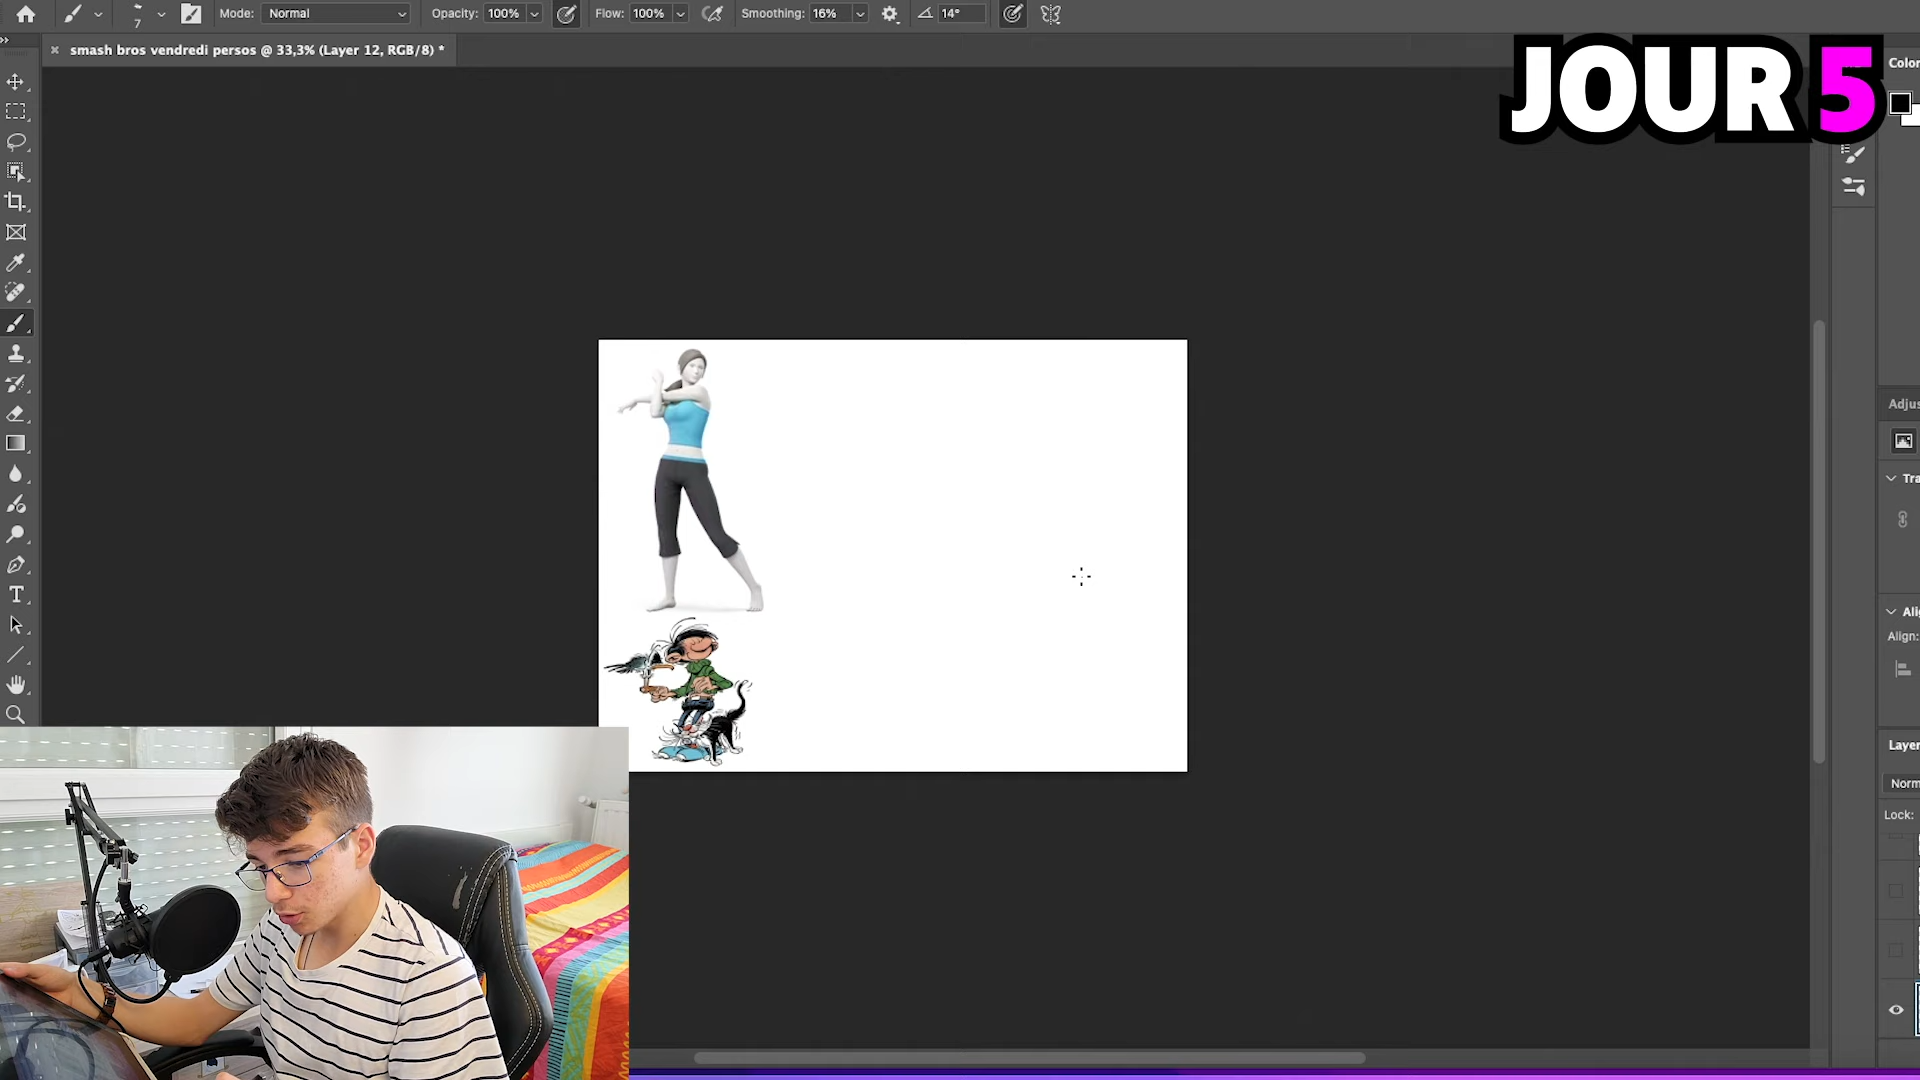 Mode: Normal Opacity: 100% Flow: 100% Smoothing: 16% 14°
smash bros vendredi persos @ 33,3% (Layer 12, RGB/8) *
7
JOUR 5
Color
Adjus
Tra
Ali
Align:
Layer
Norm
Lock: